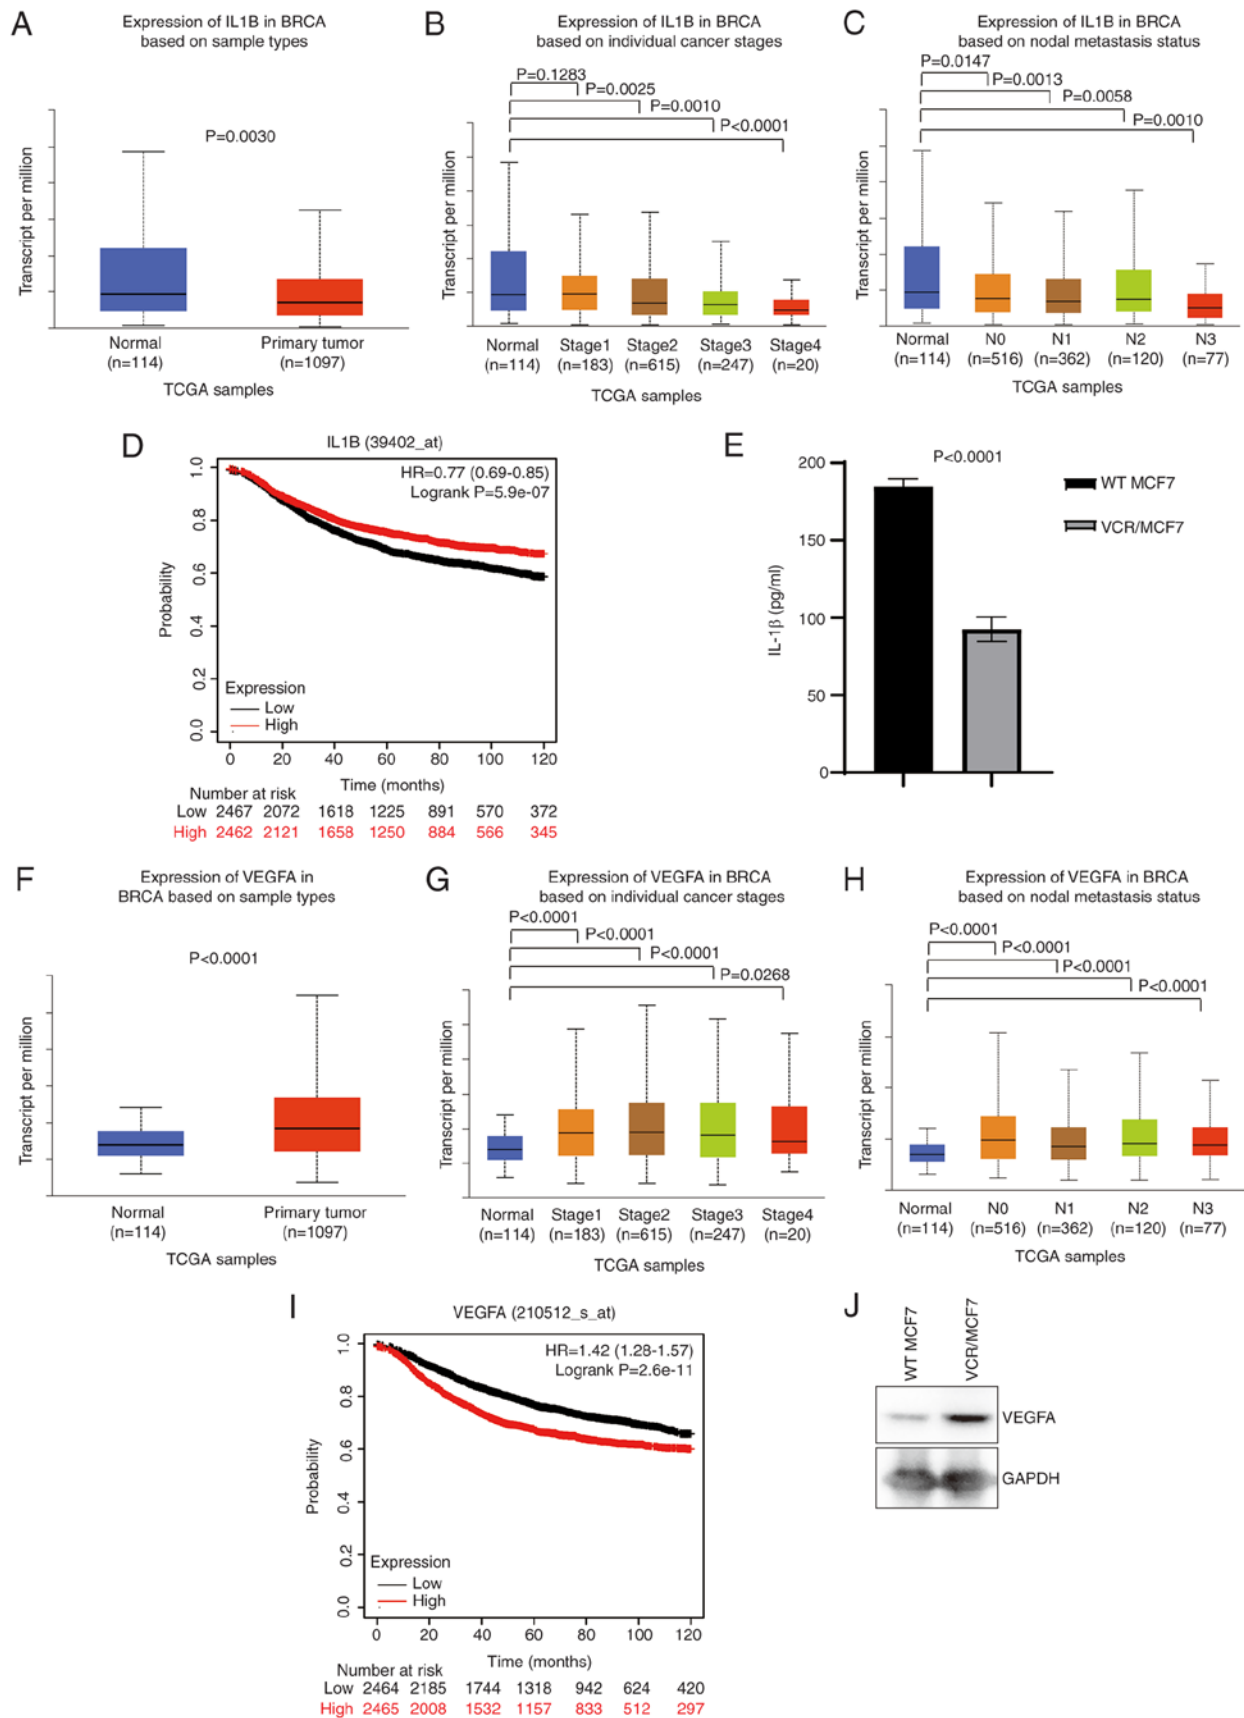 A
Expression of IL1B in BRCA
based on sample types
P=0.0030
Transcript per million
Normal
(n=114)
Primary tumor
(n=1097)
TCGA samples
B
Expression of IL1B in BRCA
based on individual cancer stages
P=0.1283
P=0.0025
P=0.0010
P<0.0001
Transcript per million
Normal Stage1 Stage2 Stage3 Stage4
(n=114) (n=183) (n=615) (n=247) (n=20)
TCGA samples
C
Expression of IL1B in BRCA
based on nodal metastasis status
P=0.0147
P=0.0013
P=0.0058
P=0.0010
Transcript per million
Normal N0 N1 N2 N3
(n=114) (n=516) (n=362) (n=120) (n=77)
TCGA samples
D
IL1B (39402_at)
HR=0.77 (0.69-0.85)
Logrank P=5.9e-07
Probability
1.0
0.8
0.6
0.4
0.2
0.0
Expression
Low
High
0 20 40 60 80 100 120
Time (months)
Number at risk
Low 2467 2072 1618 1225 891 570 372
High 2462 2121 1658 1250 884 566 345
E
P<0.0001
IL-1β (pg/ml)
200
150
100
50
0
WT MCF7
VCR/MCF7
F
Expression of VEGFA in
BRCA based on sample types
P<0.0001
Transcript per million
Normal
(n=114)
Primary tumor
(n=1097)
TCGA samples
G
Expression of VEGFA in BRCA
based on individual cancer stages
P<0.0001
P<0.0001
P<0.0001
P=0.0268
Transcript per million
Normal Stage1 Stage2 Stage3 Stage4
(n=114) (n=183) (n=615) (n=247) (n=20)
TCGA samples
H
Expression of VEGFA in BRCA
based on nodal metastasis status
P<0.0001
P<0.0001
P<0.0001
P<0.0001
Transcript per million
Normal N0 N1 N2 N3
(n=114) (n=516) (n=362) (n=120) (n=77)
TCGA samples
I
VEGFA (210512_s_at)
HR=1.42 (1.28-1.57)
Logrank P=2.6e-11
Probability
1.0
0.8
0.6
0.4
0.2
0.0
Expression
Low
High
0 20 40 60 80 100 120
Time (months)
Number at risk
Low 2464 2185 1744 1318 942 624 420
High 2465 2008 1532 1157 833 512 297
J
WT MCF7
VCR/MCF7
VEGFA
GAPDH